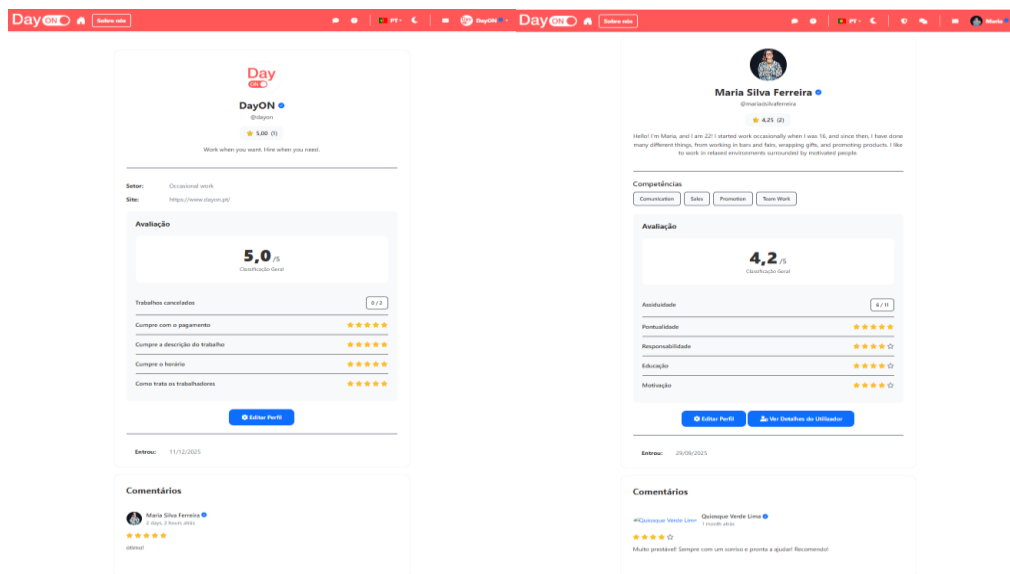 Day ON Sobre nós PT DayON
Day
ON
DayON
@dayon
5,00 (1)
Work when you want. Hire when you need.
Setor: Occasional work
Site: https://www.dayon.pt/
Avaliação
5,0 /5
Classificação Geral
Trabalhos cancelados 0 / 2
Cumpre com o pagamento
Cumpre a descrição do trabalho
Cumpre o horário
Como trata os trabalhadores
Editar Perfil
Entrou: 11/12/2025
Comentários
Maria Silva Ferreira
2 days, 3 hours atrás
ótimo!
Day ON Sobre nós PT Maria
Maria Silva Ferreira
@mariadsilvaferreira
4,25 (2)
Hello! I'm Maria, and I am 22! I started work occasionally when I was 16, and since then, I have done
many different things, from working in bars and fairs, wrapping gifts, and promoting products. I like
to work in relaxed environments surrounded by motivated people.
Competências
Comunication Sales Promotion Team Work
Avaliação
4,2 /5
Classificação Geral
Assiduidade 6 / 11
Pontualidade
Responsabilidade
Educação
Motivação
Editar Perfil Ver Detalhes do Utilizador
Entrou: 29/09/2025
Comentários
Quiosque Verde Lim Quiosque Verde Lima
1 month atrás
Muito prestável! Sempre com um sorriso e pronta a ajudar! Recomendo!